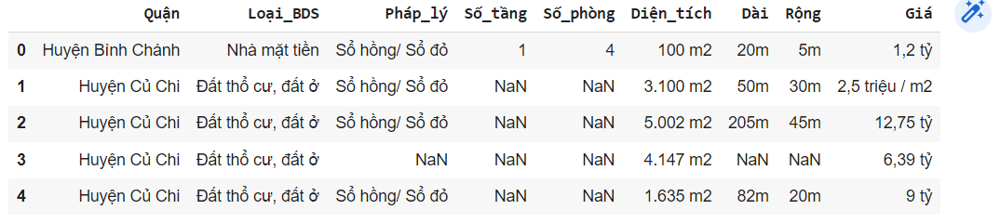 Quận Loại_BDS Pháp_lý Số_tầng Số_phòng Diện_tích Dài Rộng Giá
0 Huyện Bình Chánh Nhà mặt tiền Sổ hồng/ Sổ đỏ 1 4 100 m2 20m 5m 1,2 tỷ
1 Huyện Củ Chi Đất thổ cư, đất ở Sổ hồng/ Sổ đỏ NaN NaN 3.100 m2 50m 30m 2,5 triệu / m2
2 Huyện Củ Chi Đất thổ cư, đất ở Sổ hồng/ Sổ đỏ NaN NaN 5.002 m2 205m 45m 12,75 tỷ
3 Huyện Củ Chi Đất thổ cư, đất ở NaN NaN NaN 4.147 m2 NaN NaN 6,39 tỷ
4 Huyện Củ Chi Đất thổ cư, đất ở Sổ hồng/ Sổ đỏ NaN NaN 1.635 m2 82m 20m 9 tỷ